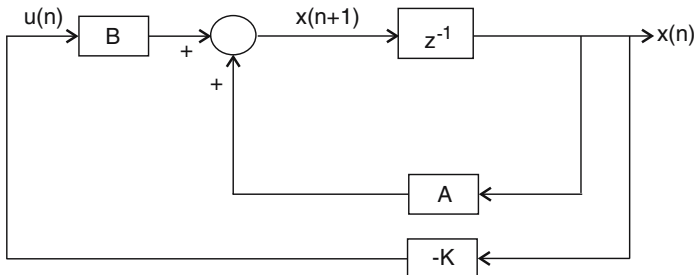 u(n)
B
+
+
x(n+1)
z⁻¹
x(n)
A
-K